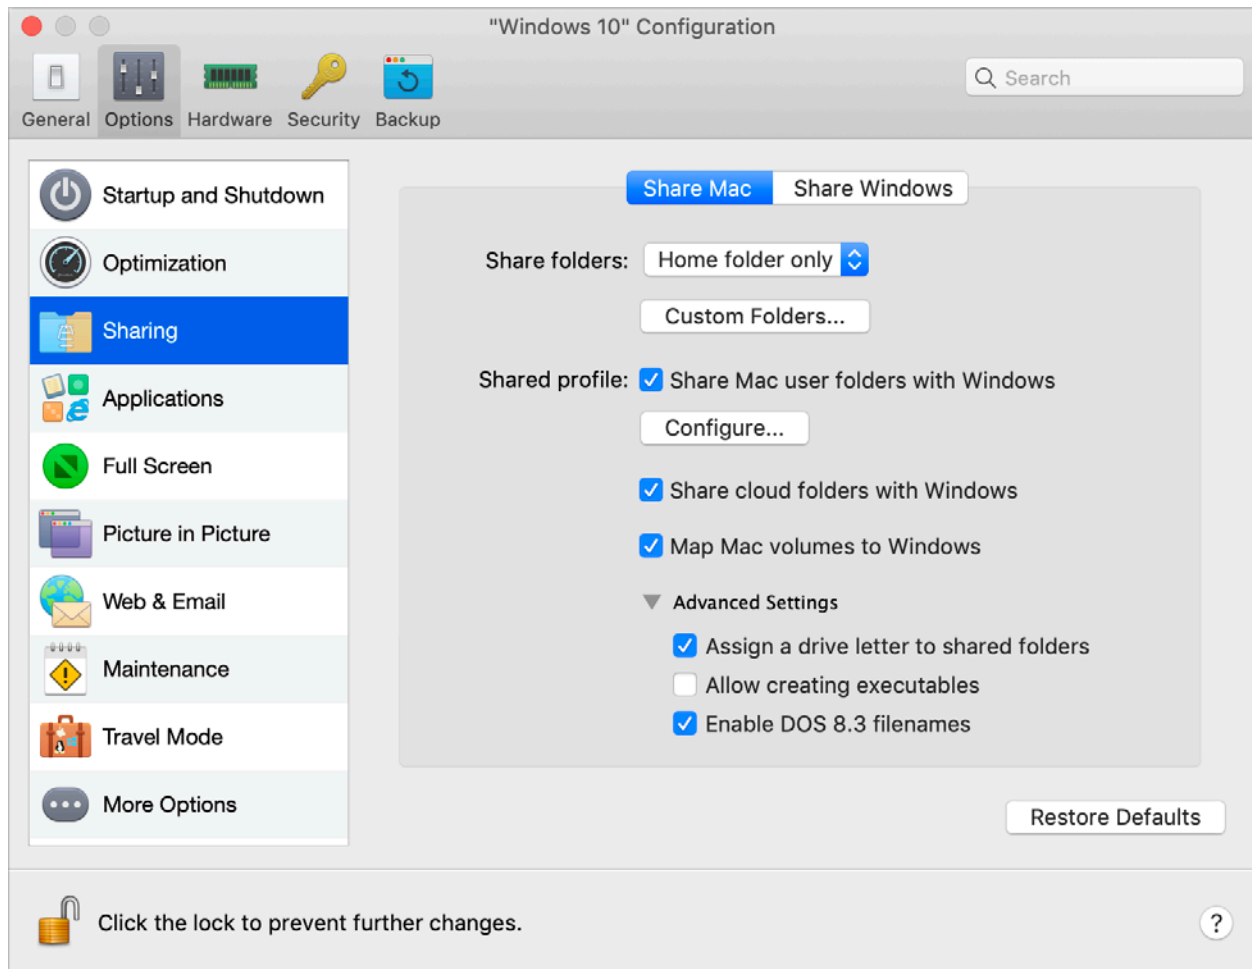 "Windows 10" Configuration
General Options Hardware Security Backup
Search
Startup and Shutdown
Optimization
Sharing
Applications
Full Screen
Picture in Picture
Web & Email
Maintenance
Travel Mode
More Options
Share Mac Share Windows
Share folders: Home folder only
Custom Folders...
Shared profile: Share Mac user folders with Windows
Configure...
Share cloud folders with Windows
Map Mac volumes to Windows
Advanced Settings
Assign a drive letter to shared folders
Allow creating executables
Enable DOS 8.3 filenames
Restore Defaults
Click the lock to prevent further changes.
?